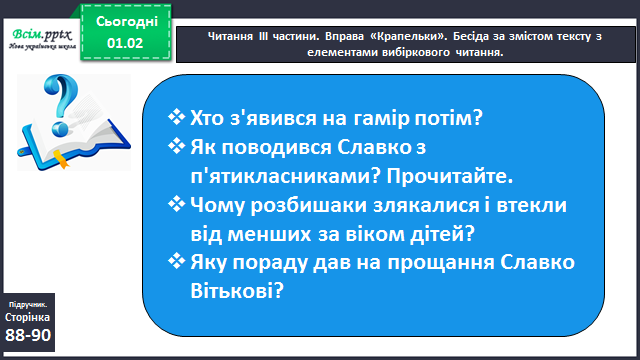 Всім.pptx
Нова українська школа
Сьогодні
01.02
Читання ІІІ частини. Вправа «Крапельки». Бесіда за змістом тексту з
елементами вибіркового читання.
❖ Хто з'явився на гамір потім?
❖ Як поводився Славко з
п'ятикласниками? Прочитайте.
❖ Чому розбишаки злякалися і втекли
від менших за віком дітей?
❖ Яку пораду дав на прощання Славко
Вітькові?
Підручник.
Сторінка
88-90